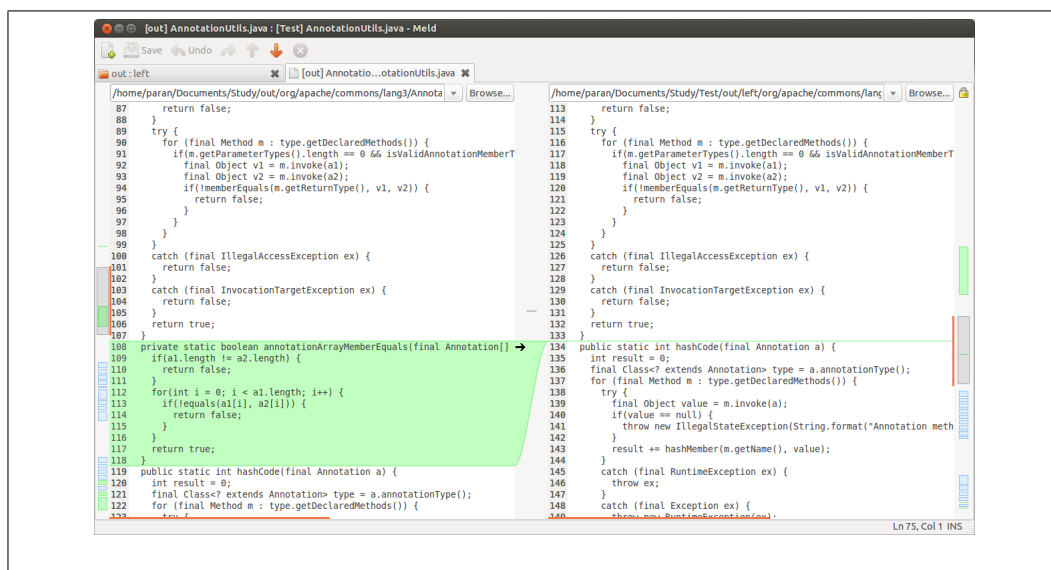 [out] AnnotationUtils.java : [Test] AnnotationUtils.java - Meld
Save Undo
out : left
[out] Annotatio...otationUtils.java
/home/paran/Documents/Study/out/org/apache/commons/lang3/Annota Browse...
87 return false;
88 }
89 try {
90 for (final Method m : type.getDeclaredMethods()) {
91 if(m.getParameterTypes().length == 0 && isValidAnnotationMemberT
92 final Object v1 = m.invoke(a1);
93 final Object v2 = m.invoke(a2);
94 if(!memberEquals(m.getReturnType(), v1, v2)) {
95 return false;
96 }
97 }
98 }
99 }
100 catch (final IllegalAccessException ex) {
101 return false;
102 }
103 catch (final InvocationTargetException ex) {
104 return false;
105 }
106 return true;
107 }
108 private static boolean annotationArrayMemberEquals(final Annotation[]
109 if(a1.length != a2.length) {
110 return false;
111 }
112 for(int i = 0; i < a1.length; i++) {
113 if(!equals(a1[i], a2[i])) {
114 return false;
115 }
116 }
117 return true;
118 }
119 public static int hashCode(final Annotation a) {
120 int result = 0;
121 final Class<? extends Annotation> type = a.annotationType();
122 for (final Method m : type.getDeclaredMethods()) {
123 try {
/home/paran/Documents/Study/Test/out/left/org/apache/commons/lang Browse...
113 return false;
114 }
115 try {
116 for (final Method m : type.getDeclaredMethods()) {
117 if(m.getParameterTypes().length == 0 && isValidAnnotationMemberT
118 final Object v1 = m.invoke(a1);
119 final Object v2 = m.invoke(a2);
120 if(!memberEquals(m.getReturnType(), v1, v2)) {
121 return false;
122 }
123 }
124 }
125 }
126 catch (final IllegalAccessException ex) {
127 return false;
128 }
129 catch (final InvocationTargetException ex) {
130 return false;
131 }
132 return true;
133 }
134 public static int hashCode(final Annotation a) {
135 int result = 0;
136 final Class<? extends Annotation> type = a.annotationType();
137 for (final Method m : type.getDeclaredMethods()) {
138 try {
139 final Object value = m.invoke(a);
140 if(value == null) {
141 throw new IllegalStateException(String.format("Annotation meth
142 }
143 result += hashMember(m.getName(), value);
144 }
145 catch (final RuntimeException ex) {
146 throw ex;
147 }
148 catch (final Exception ex) {
149 throw new RuntimeException(ex);
Ln 75, Col 1 INS